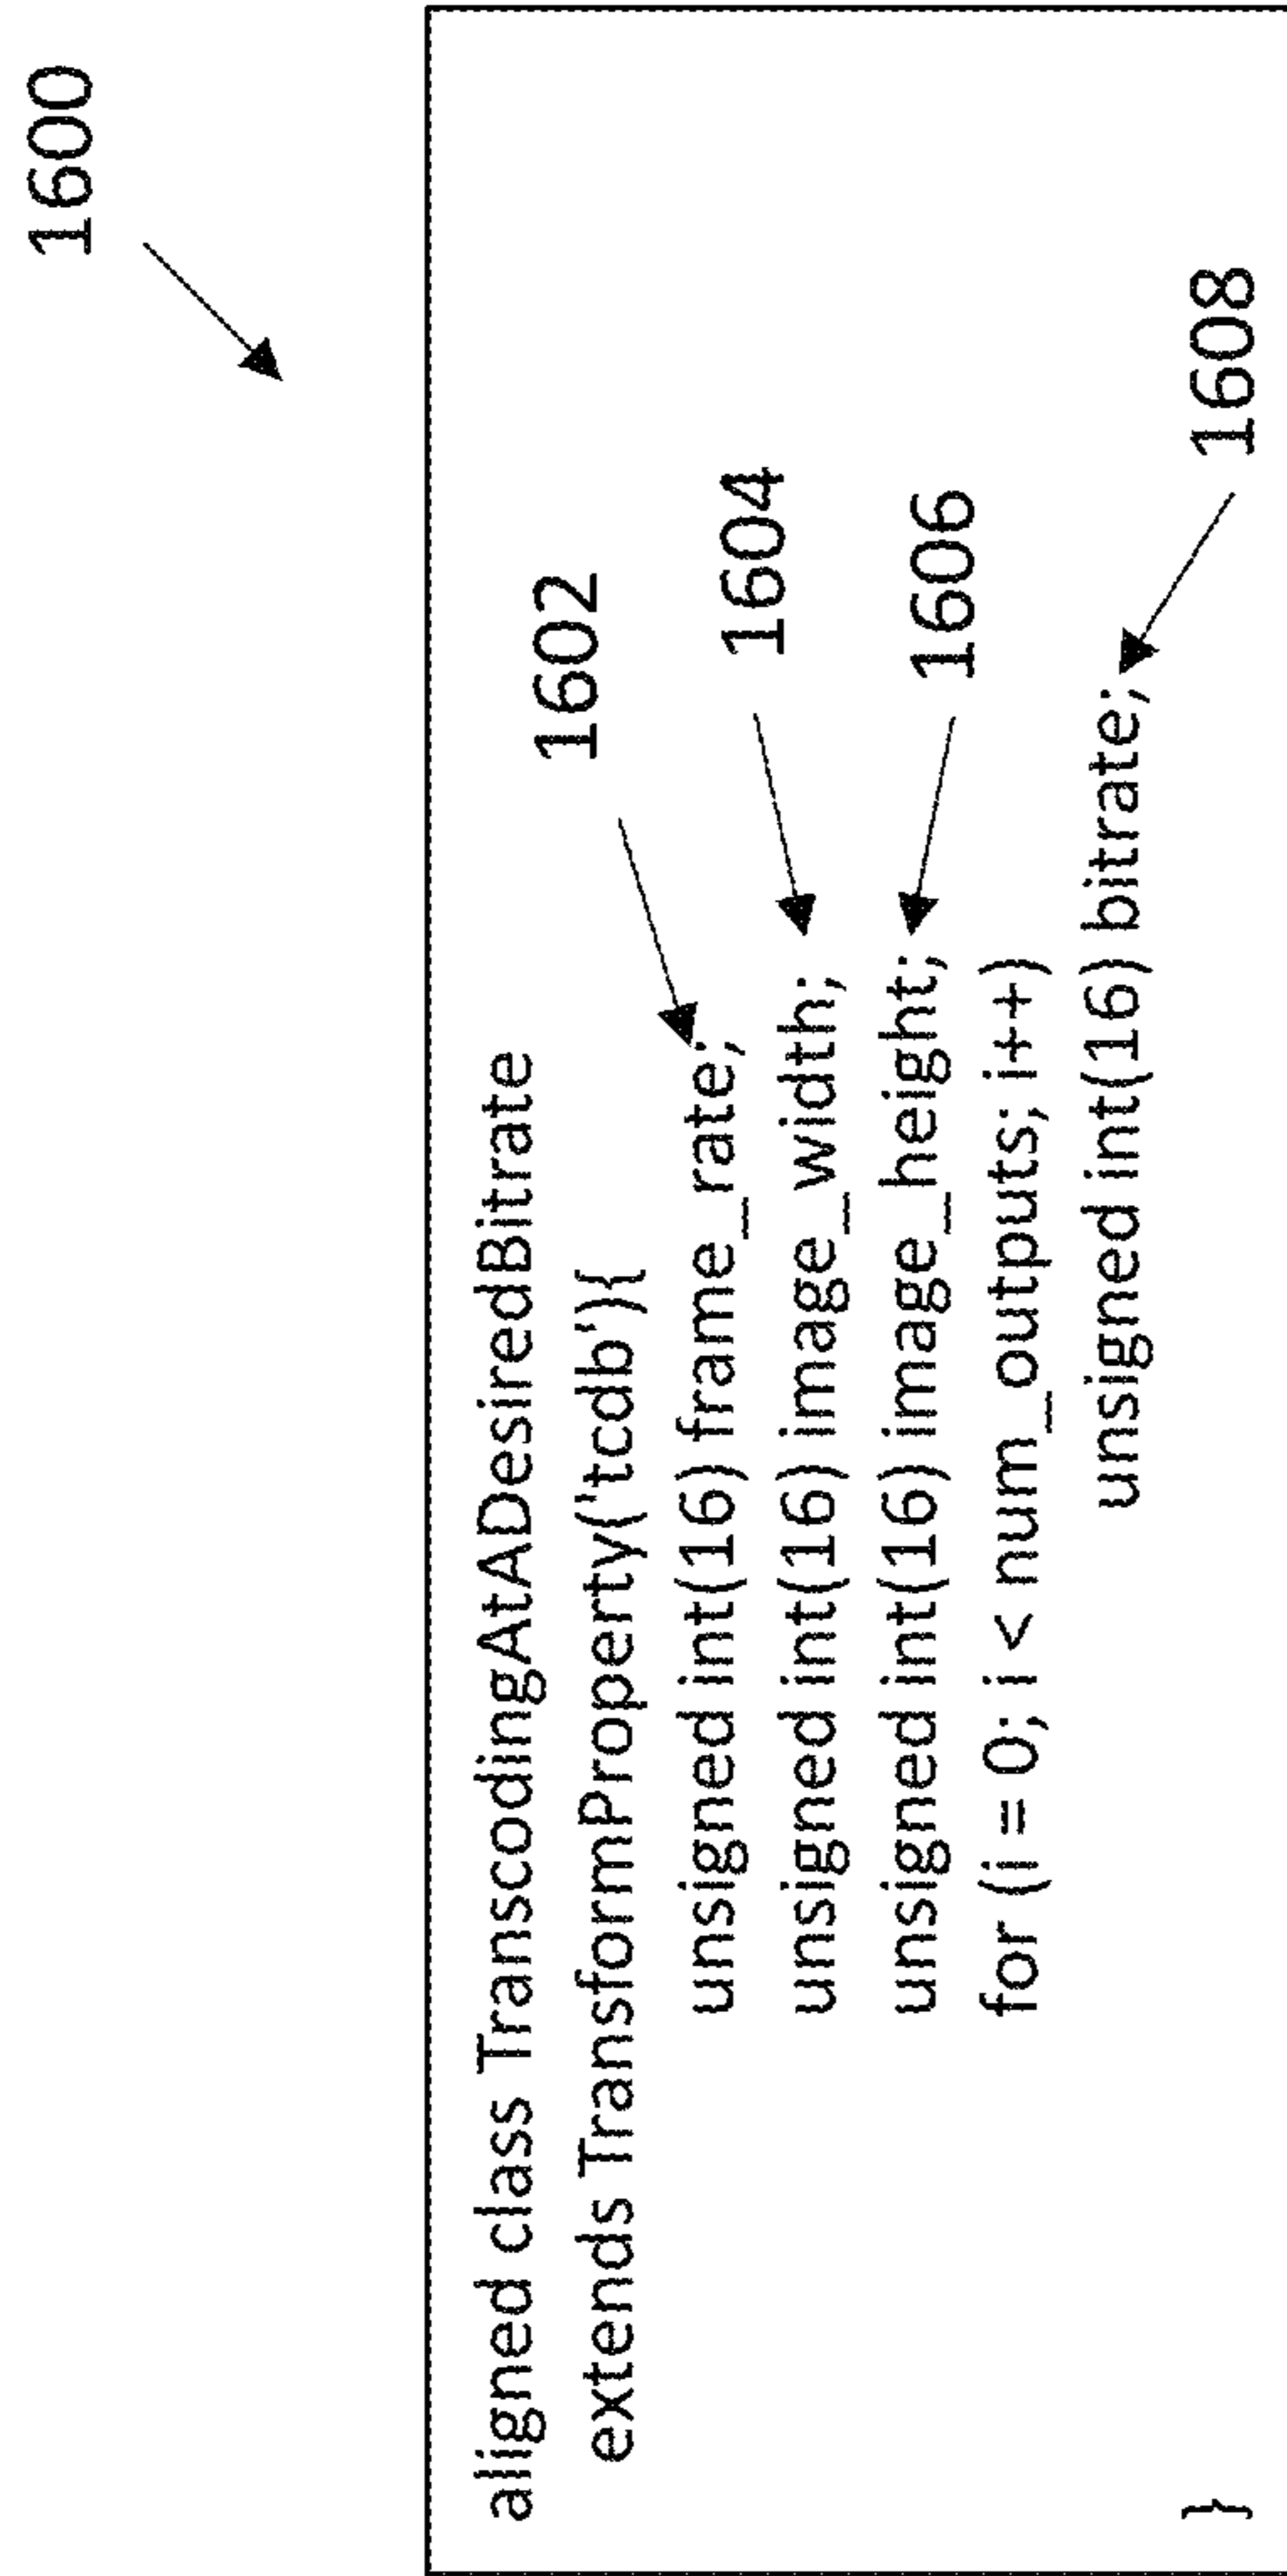 1600
aligned class TranscodingAtADesiredBitrate
extends TransformProperty('tcdb'){
1602
unsigned int(16) frame_rate;
1604
unsigned int(16) image_width;
1606
unsigned int(16) image_height;
for (i = 0; i < num_outputs; i++)
1608
unsigned int(16) bitrate;
}